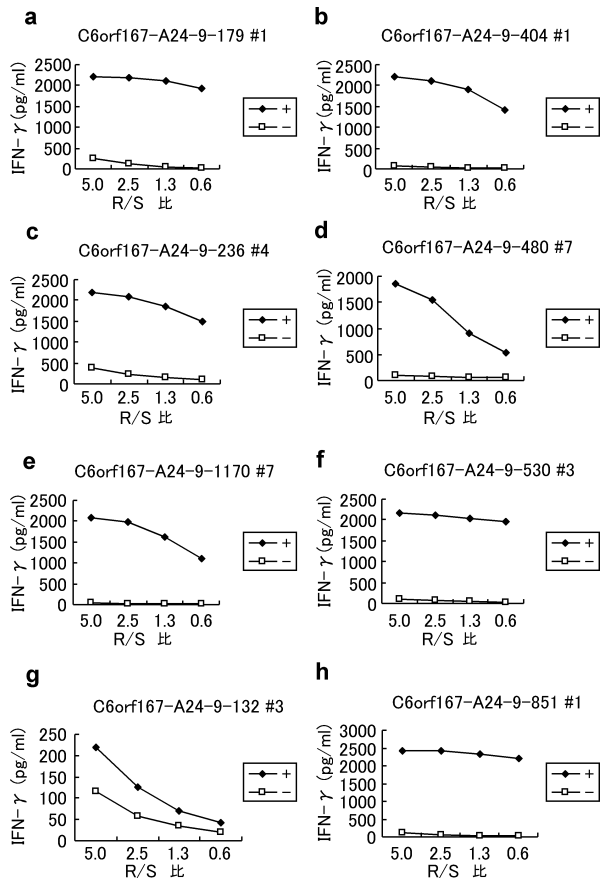 a
C6orf167-A24-9-179 #1
IFN-γ (pg/ml)
2500
2000
1500
1000
500
0
5.0 2.5 1.3 0.6
R/S 比
+
−
b
C6orf167-A24-9-404 #1
IFN-γ (pg/ml)
2500
2000
1500
1000
500
0
5.0 2.5 1.3 0.6
R/S 比
+
−
c
C6orf167-A24-9-236 #4
IFN-γ (pg/ml)
2500
2000
1500
1000
500
0
5.0 2.5 1.3 0.6
R/S 比
+
−
d
C6orf167-A24-9-480 #7
IFN-γ (pg/ml)
2000
1500
1000
500
0
5.0 2.5 1.3 0.6
R/S 比
+
−
e
C6orf167-A24-9-1170 #7
IFN-γ (pg/ml)
2500
2000
1500
1000
500
0
5.0 2.5 1.3 0.6
R/S 比
+
−
f
C6orf167-A24-9-530 #3
IFN-γ (pg/ml)
2500
2000
1500
1000
500
0
5.0 2.5 1.3 0.6
R/S 比
+
−
g
C6orf167-A24-9-132 #3
IFN-γ (pg/ml)
250
200
150
100
50
0
5.0 2.5 1.3 0.6
R/S 比
+
−
h
C6orf167-A24-9-851 #1
IFN-γ (pg/ml)
3000
2500
2000
1500
1000
500
0
5.0 2.5 1.3 0.6
R/S 比
+
−